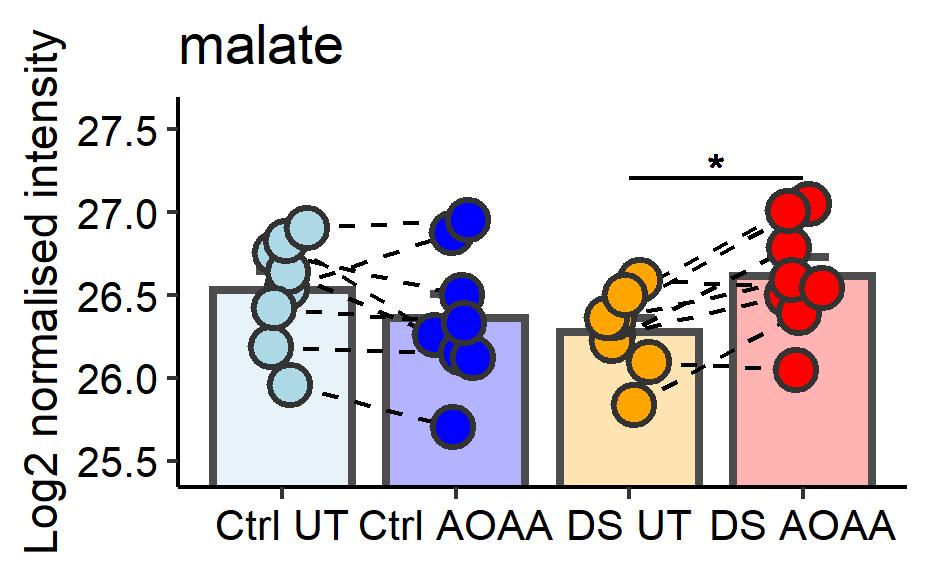 malate
Log2 normalised intensity
27.5
27.0
26.5
26.0
25.5
*
Ctrl UT Ctrl AOAA DS UT DS AOAA